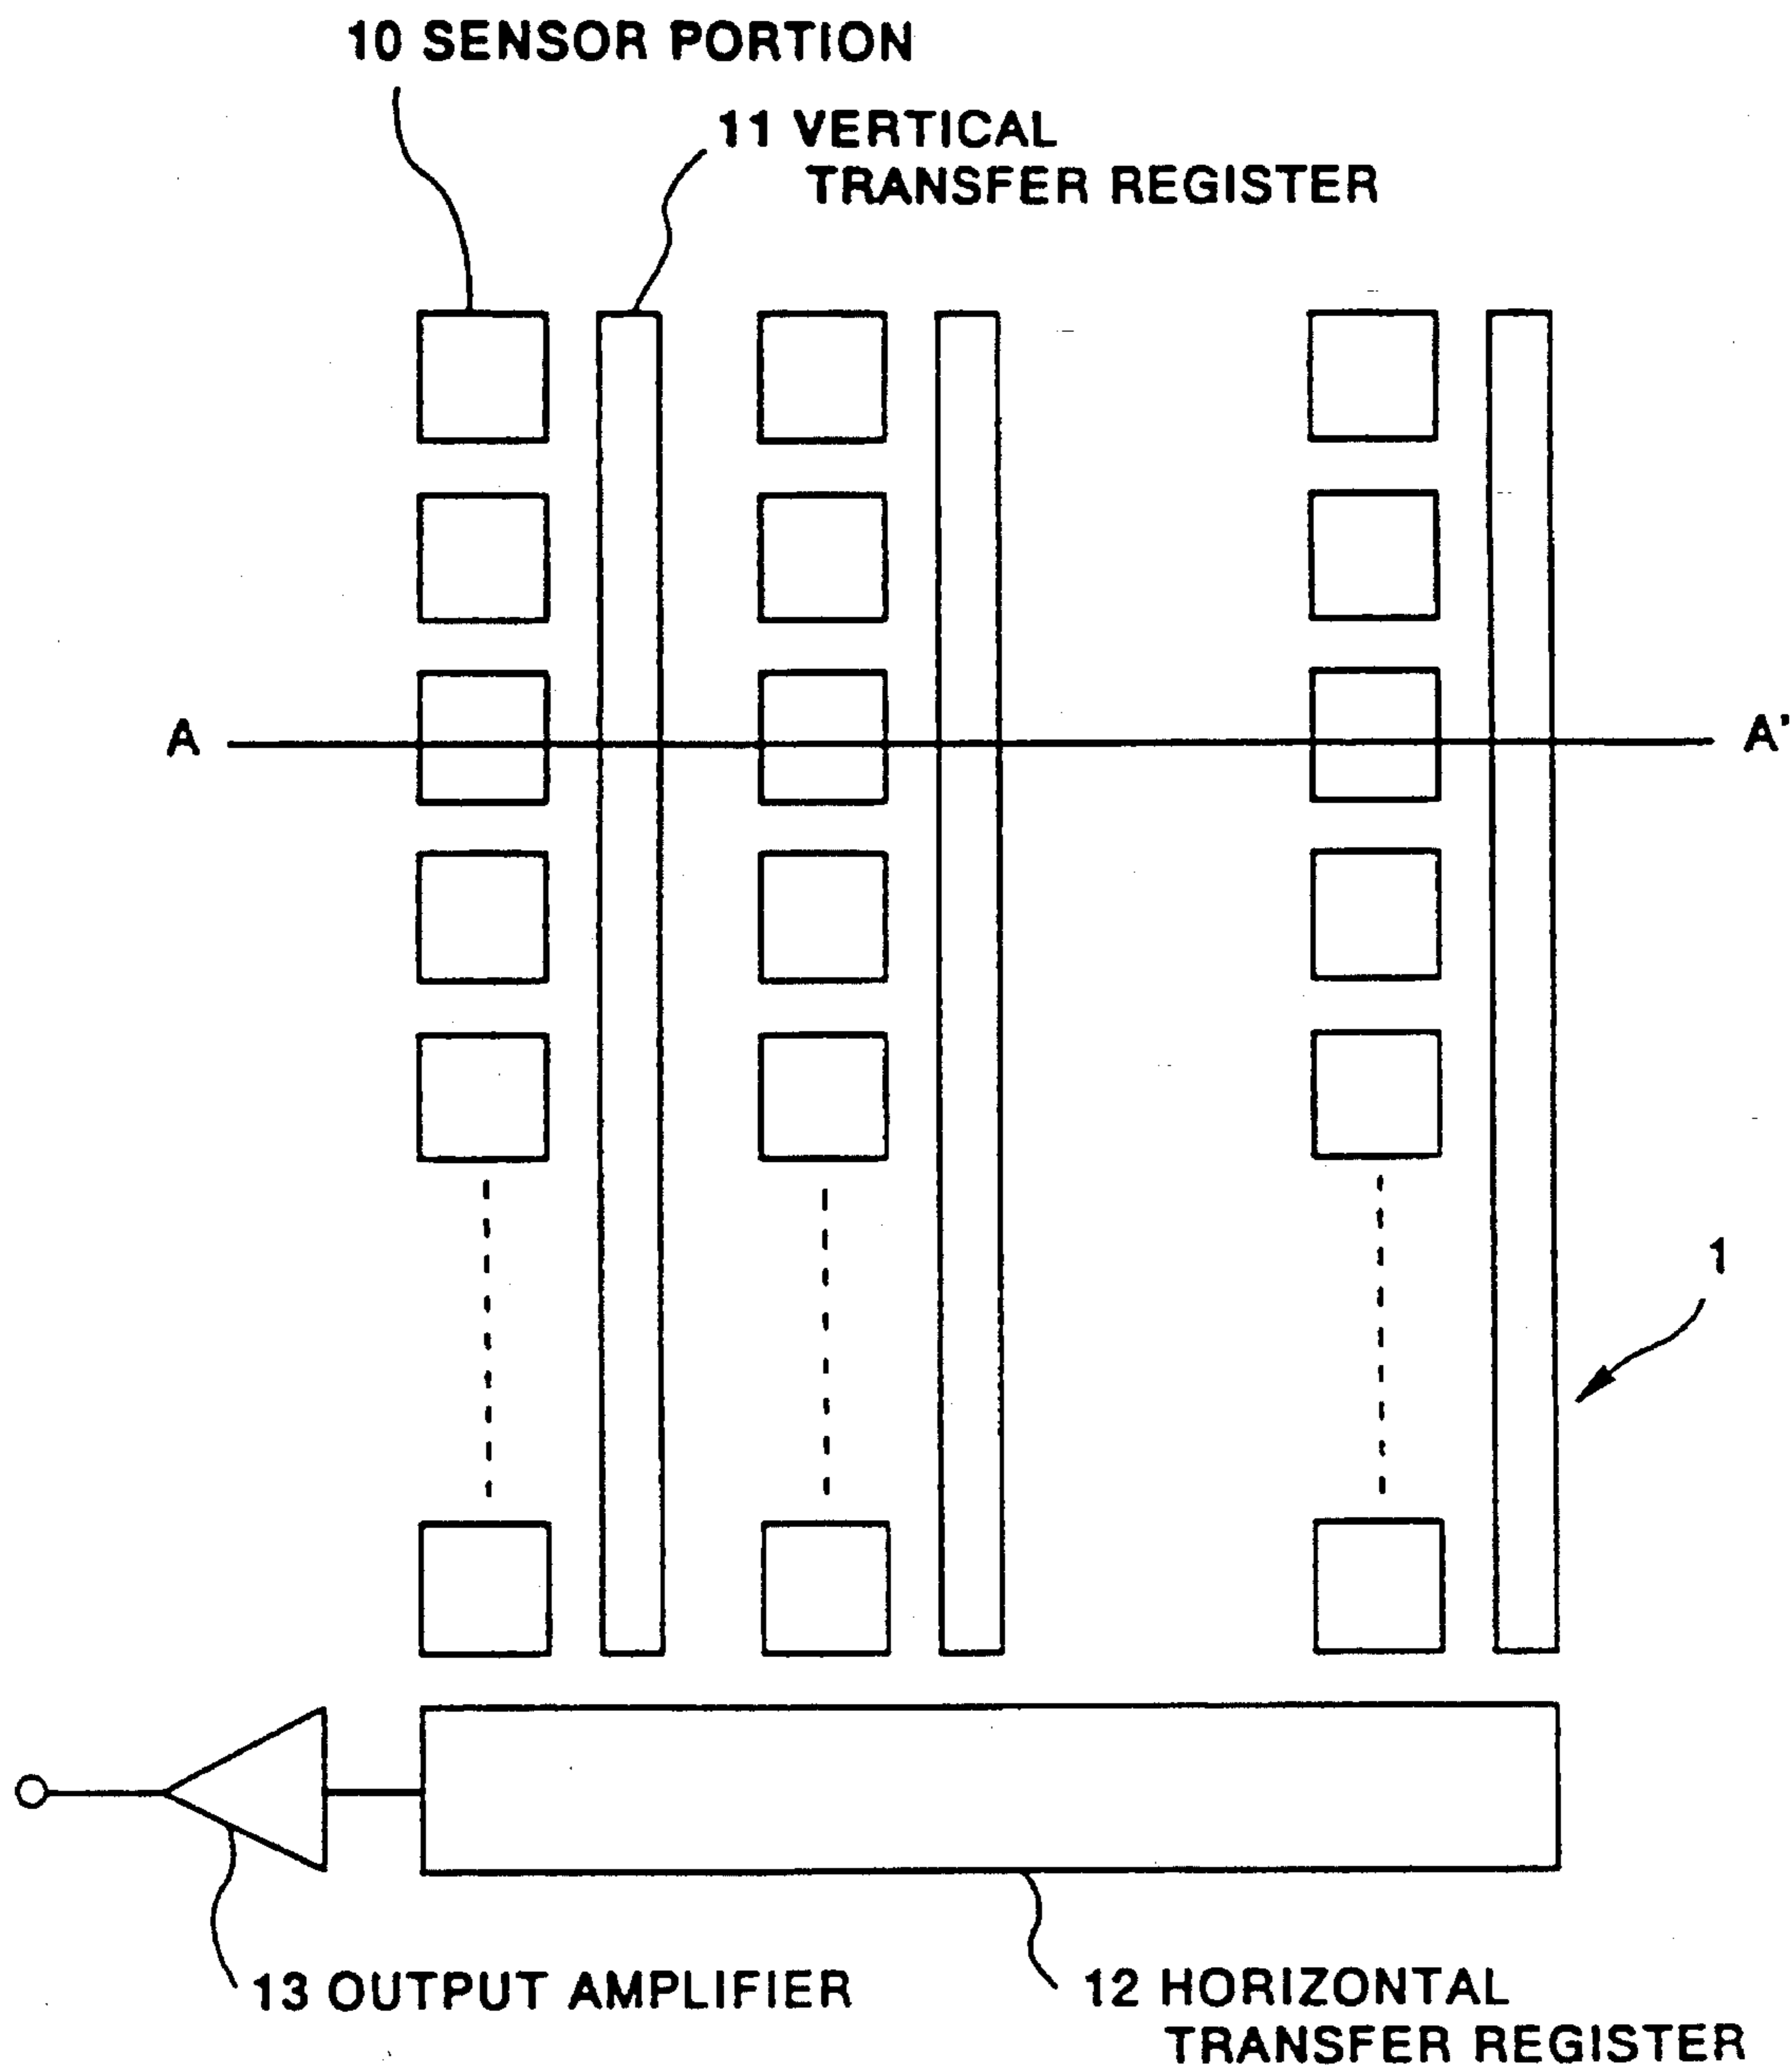 10 SENSOR PORTION
11 VERTICAL
TRANSFER REGISTER
A
A'
1
13 OUTPUT AMPLIFIER
12 HORIZONTAL
TRANSFER REGISTER